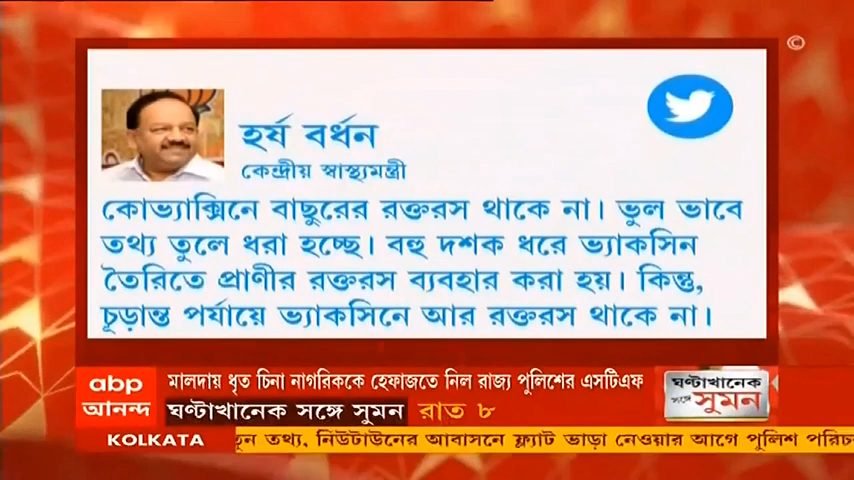 ©
হর্ষ বর্ধন
কেন্দ্রীয় স্বাস্থ্যমন্ত্রী
কোভ্যাক্সিনে বাছুরের রক্তরস থাকে না। ভুল ভাবে
তথ্য তুলে ধরা হচ্ছে। বহু দশক ধরে ভ্যাকসিন
তৈরিতে প্রাণীর রক্তরস ব্যবহার করা হয়। কিন্তু,
চূড়ান্ত পর্যায়ে ভ্যাকসিনে আর রক্তরস থাকে না।
abp
আনন্দ
মালদায় ধৃত চিনা নাগরিককে হেফাজতে নিল রাজ্য পুলিশের এসটিএফ
ঘণ্টাখানেক সঙ্গে সুমন রাত ৮
ঘণ্টাখানেক
সঙ্গে সুমন
KOLKATA
তথ্য, নিউটাউনের আবাসনে ফ্ল্যাট ভাড়া নেওয়ার আগে পুলিশ